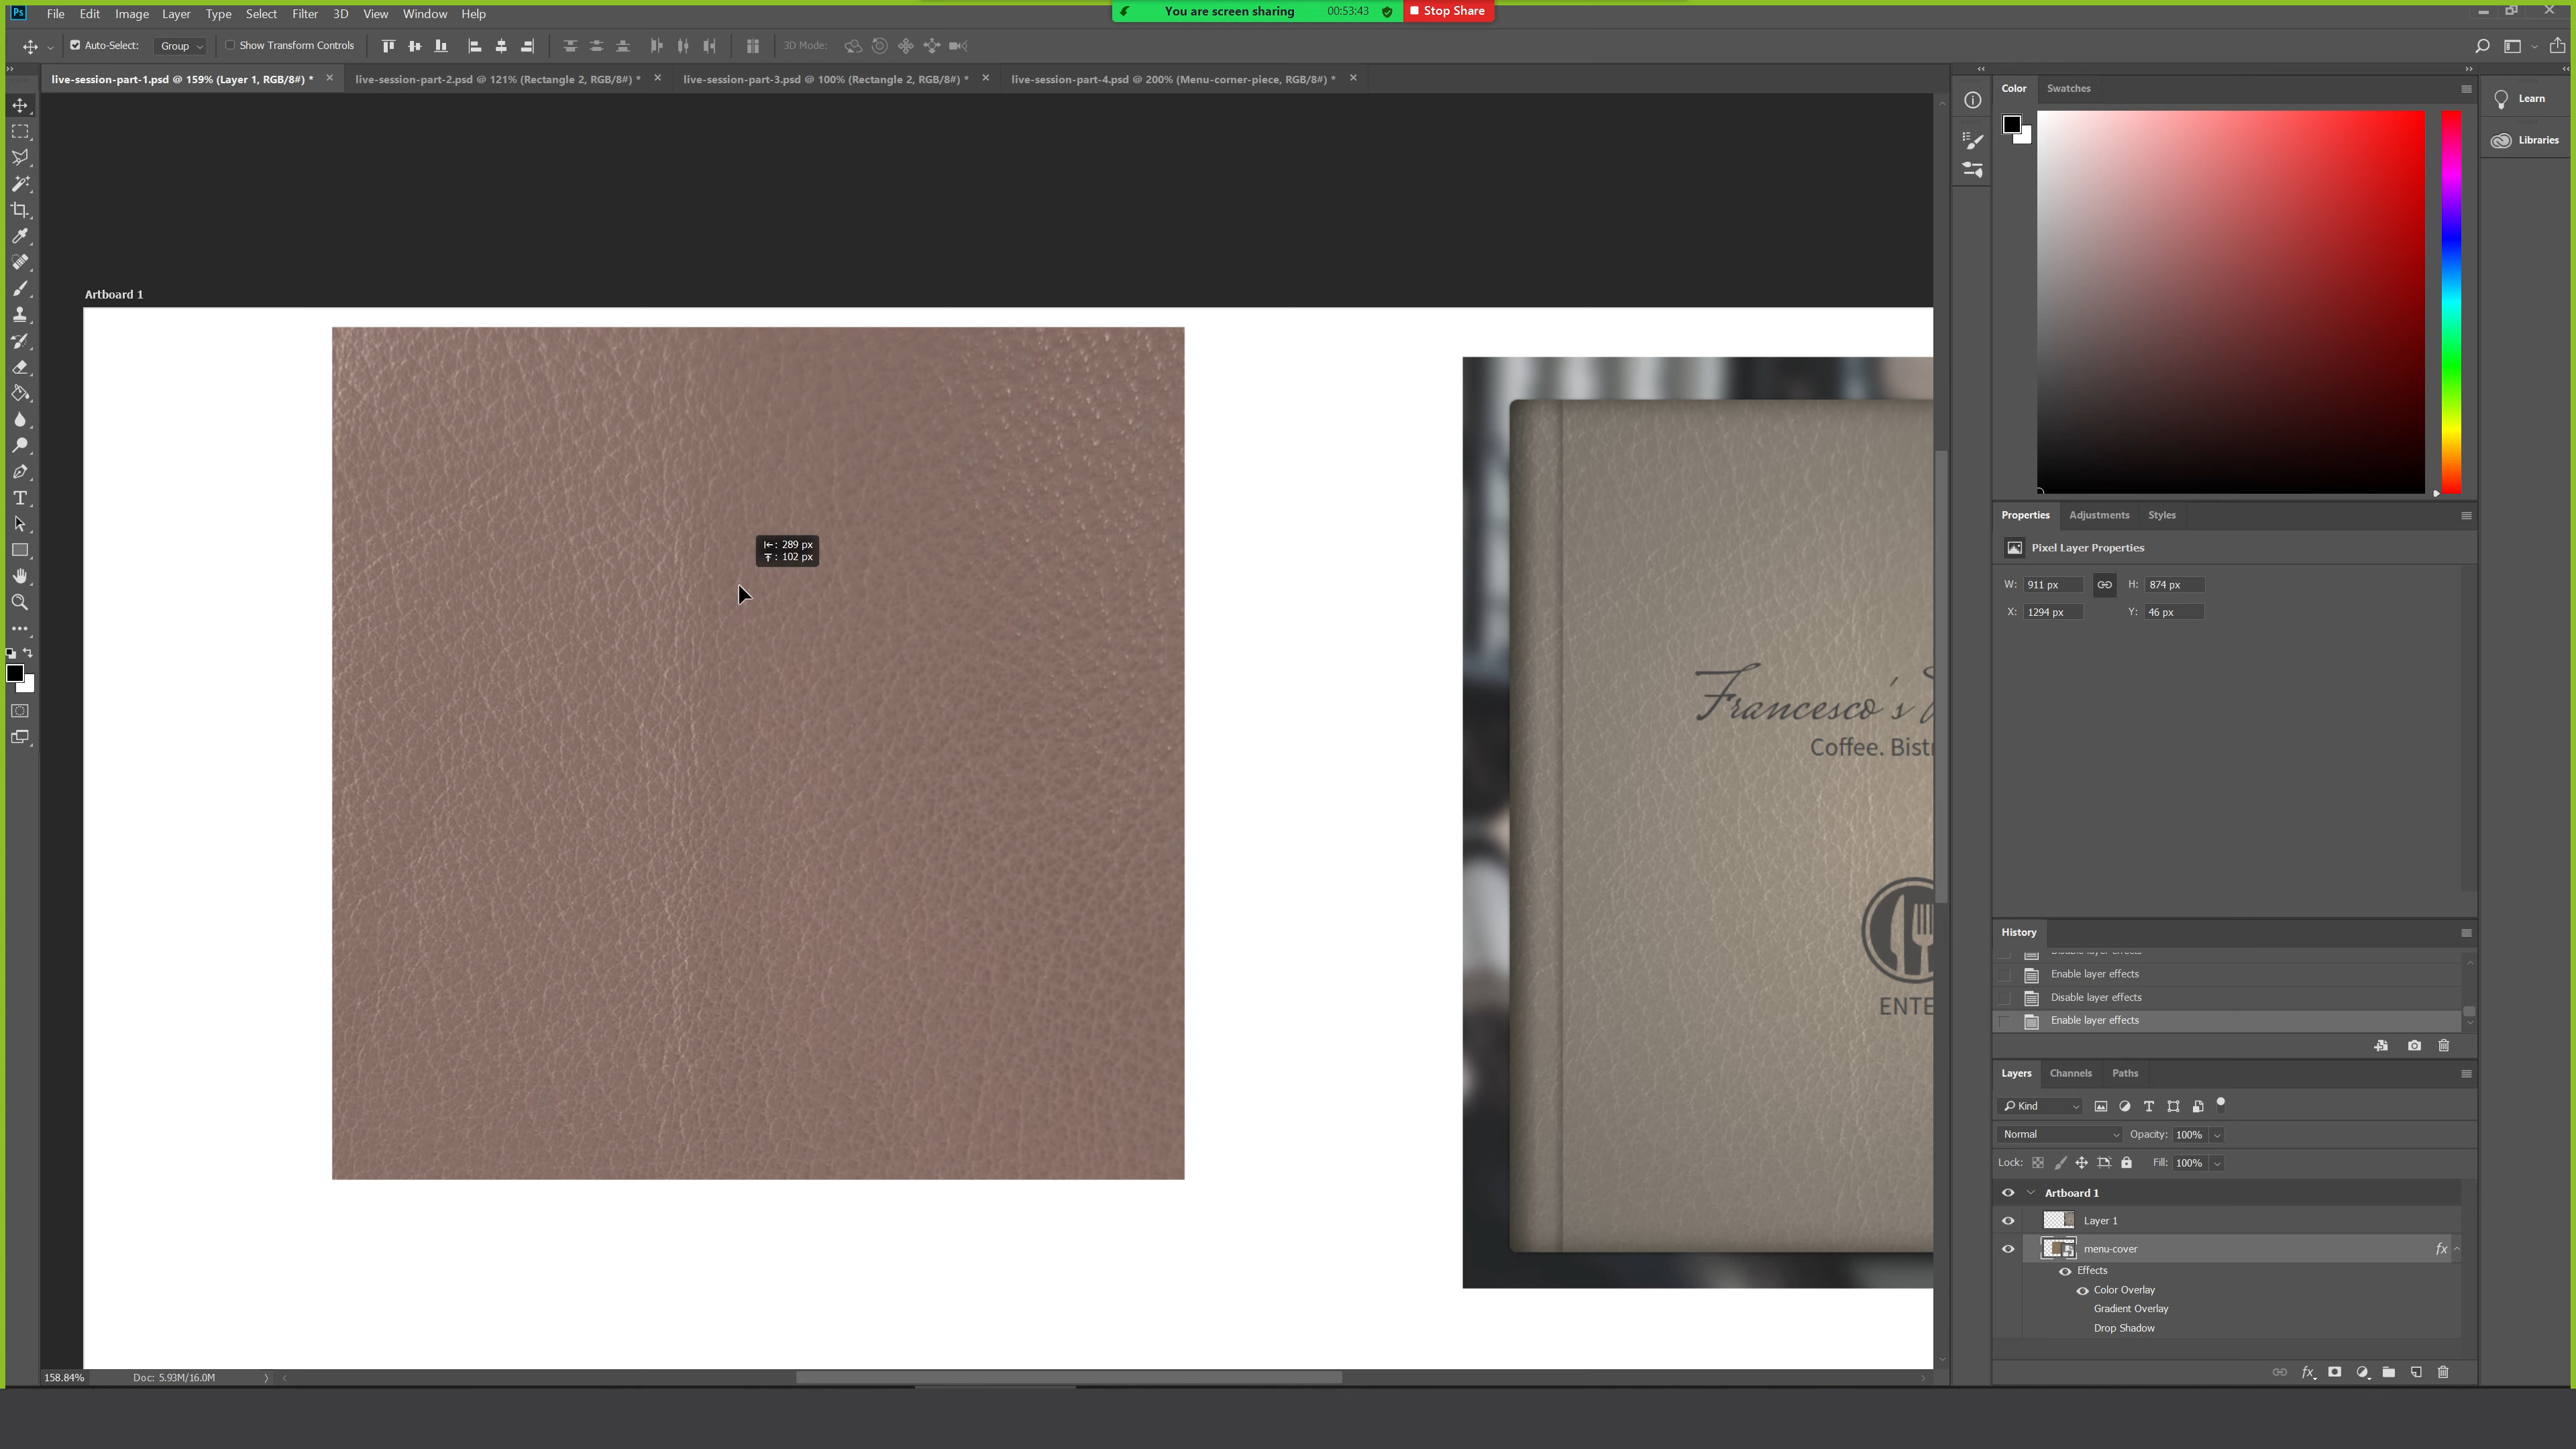 Ps File Edit Image Layer Type Select Filter 3D View Window Help
You are screen sharing 00:53:43 Stop Share
Auto-Select: Group Show Transform Controls 3D Mode:
live-session-part-1.psd @ 159% (Layer 1, RGB/8#) * live-session-part-2.psd @ 121% (Rectangle 2, RGB/8#) * live-session-part-3.psd @ 100% (Rectangle 2, RGB/8#) * live-session-part-4.psd @ 200% (Menu-corner-piece, RGB/8#) *
Color Swatches
Learn
Libraries
Artboard 1
289 px
102 px
Francesco's
Coffee. Bist
ENTE
Properties Adjustments Styles
Pixel Layer Properties
W: 911 px H: 874 px
X: 1294 px Y: 46 px
History
Disable layer effects
Enable layer effects
Disable layer effects
Enable layer effects
Layers Channels Paths
Kind
Normal Opacity: 100%
Lock: Fill: 100%
Artboard 1
Layer 1
menu-cover fx
Effects
Color Overlay
Gradient Overlay
Drop Shadow
fx
158.84% Doc: 5.93M/16.0M